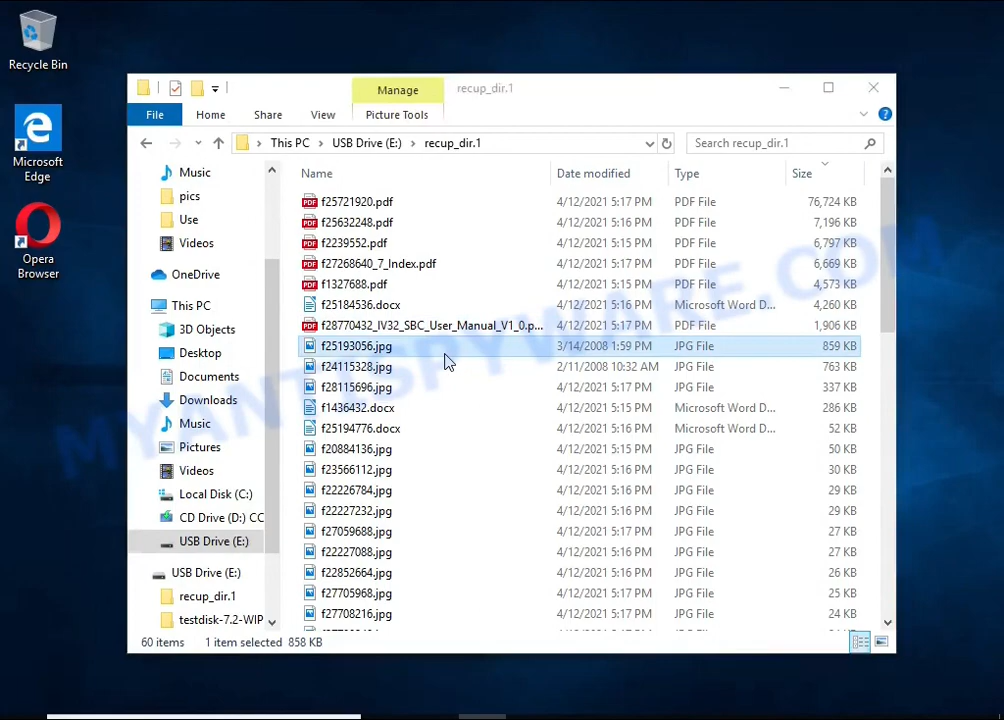 Recycle Bin
Microsoft Edge
Opera Browser
Manage
recup_dir.1
File
Home
Share
View
Picture Tools
This PC > USB Drive (E:) > recup_dir.1
Search recup_dir.1
Name Date modified Type Size
f25721920.pdf 4/12/2021 5:17 PM PDF File 76,724 KB
f25632248.pdf 4/12/2021 5:17 PM PDF File 7,196 KB
f2239552.pdf 4/12/2021 5:15 PM PDF File 6,797 KB
f27268640_7_Index.pdf 4/12/2021 5:17 PM PDF File 6,669 KB
f1327688.pdf 4/12/2021 5:15 PM PDF File 4,573 KB
f25184536.docx 4/12/2021 5:16 PM Microsoft Word D... 4,260 KB
f28770432_IV32_SBC_User_Manual_V1_0.p... 4/12/2021 5:17 PM PDF File 1,906 KB
f25193056.jpg 3/14/2008 1:59 PM JPG File 859 KB
f24115328.jpg 2/11/2008 10:32 AM JPG File 763 KB
f28115696.jpg 4/12/2021 5:17 PM JPG File 337 KB
f1436432.docx 4/12/2021 5:15 PM Microsoft Word D... 286 KB
f25194776.docx 4/12/2021 5:16 PM Microsoft Word D... 52 KB
f20884136.jpg 4/12/2021 5:15 PM JPG File 50 KB
f23566112.jpg 4/12/2021 5:16 PM JPG File 30 KB
f22226784.jpg 4/12/2021 5:16 PM JPG File 29 KB
f22227232.jpg 4/12/2021 5:16 PM JPG File 29 KB
f27059688.jpg 4/12/2021 5:17 PM JPG File 27 KB
f22227088.jpg 4/12/2021 5:16 PM JPG File 27 KB
f22852664.jpg 4/12/2021 5:16 PM JPG File 26 KB
f27705968.jpg 4/12/2021 5:17 PM JPG File 25 KB
f27708216.jpg 4/12/2021 5:17 PM JPG File 24 KB
Music
pics
Use
Videos
OneDrive
This PC
3D Objects
Desktop
Documents
Downloads
Music
Pictures
Videos
Local Disk (C:)
CD Drive (D:) CC
USB Drive (E:)
USB Drive (E:)
recup_dir.1
testdisk-7.2-WIP
60 items 1 item selected 858 KB
MYANTISPYWARE.COM